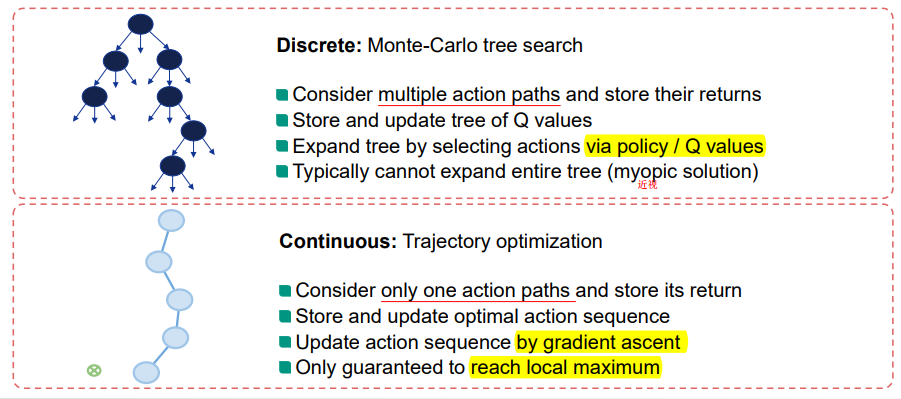 Discrete: Monte-Carlo tree search
Consider multiple action paths and store their returns
Store and update tree of Q values
Expand tree by selecting actions via policy / Q values
Typically cannot expand entire tree (myopic solution)
近视
Continuous: Trajectory optimization
Consider only one action paths and store its return
Store and update optimal action sequence
Update action sequence by gradient ascent
Only guaranteed to reach local maximum